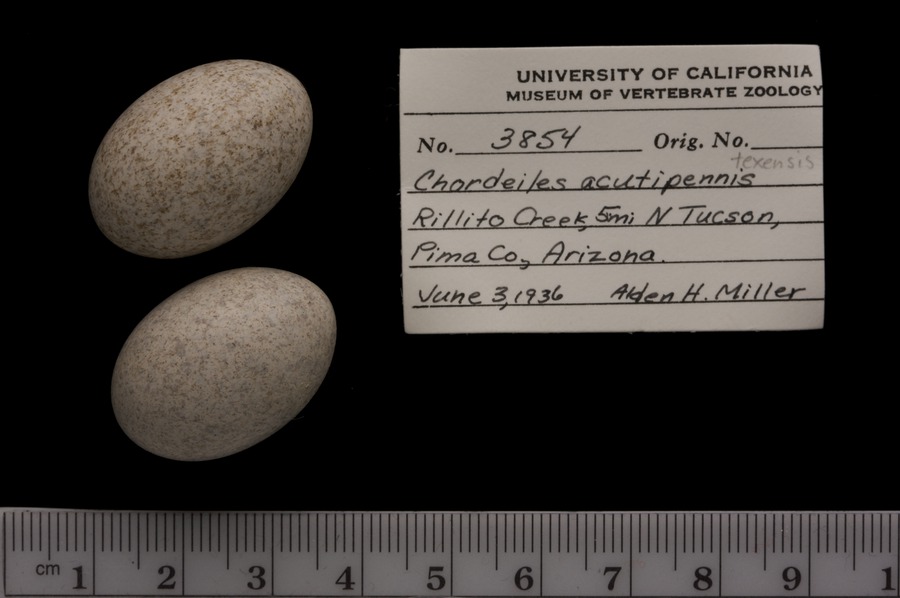 UNIVERSITY OF CALIFORNIA
MUSEUM OF VERTEBRATE ZOOLOGY
No. 3854 Orig. No.
texensis
Chordeiles acutipennis
Rillito Creek, 5mi N Tucson,
Pima Co, Arizona.
June 3, 1936 Alden H. Miller
cm 1 2 3 4 5 6 7 8 9 1